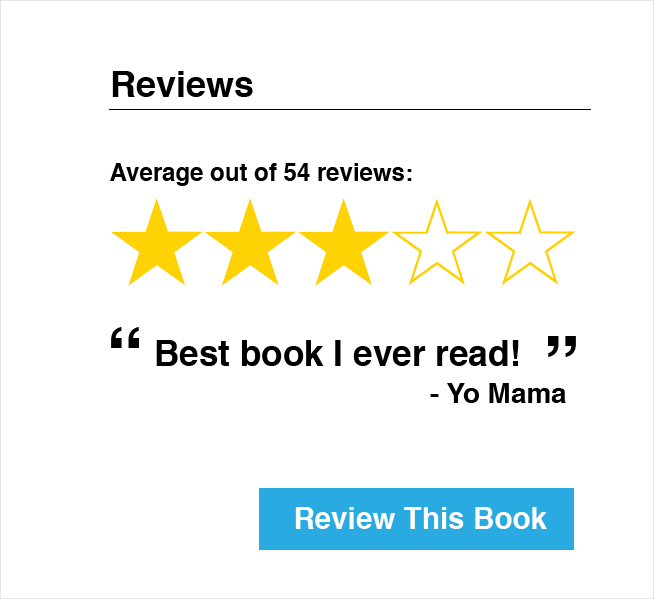 Reviews
Average out of 54 reviews:
“ Best book I ever read! ”
- Yo Mama
Review This Book